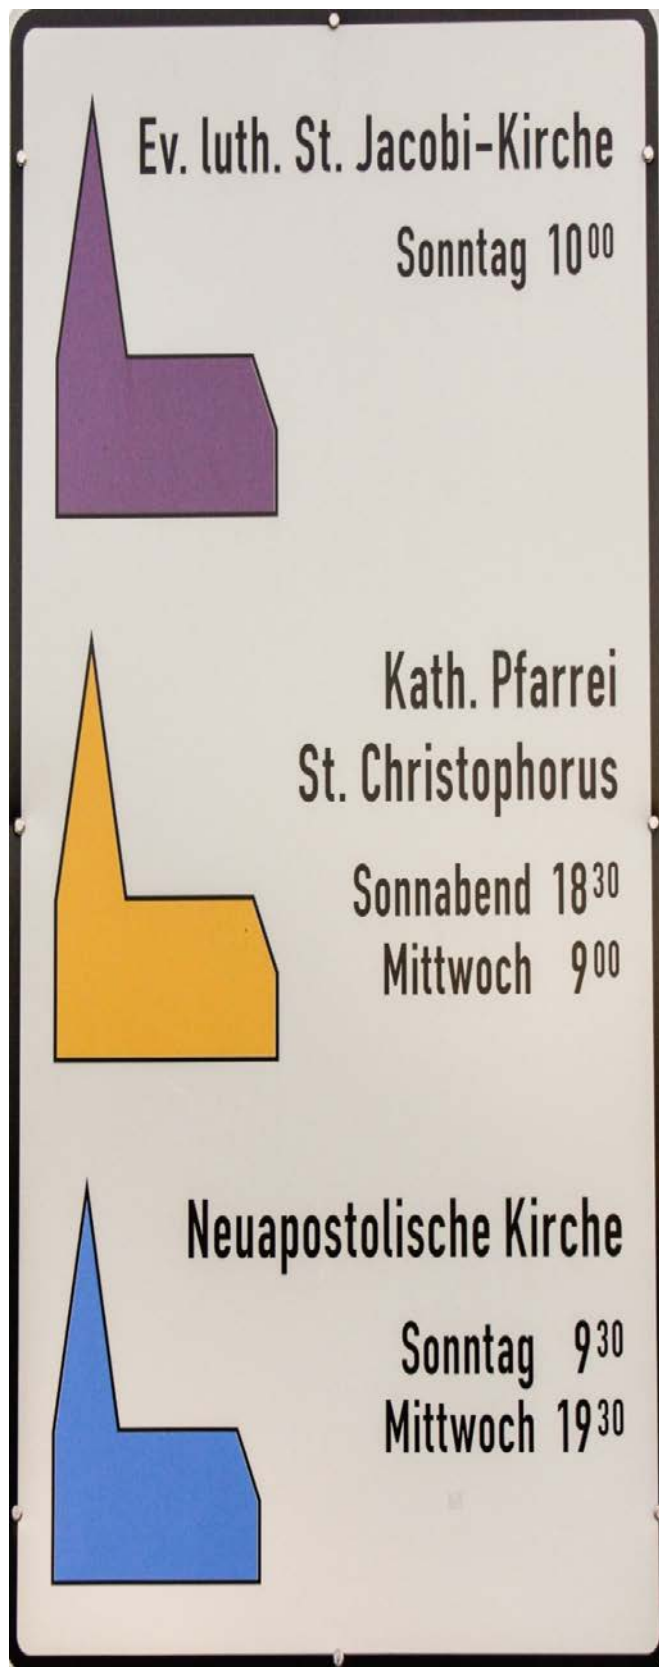 Ev. luth. St. Jacobi-Kirche
Sonntag 10⁰⁰
Kath. Pfarrei
St. Christophorus
Sonnabend 18³⁰
Mittwoch 9⁰⁰
Neuapostolische Kirche
Sonntag 9³⁰
Mittwoch 19³⁰